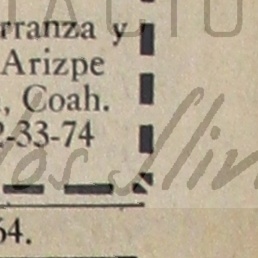 rranza y
Arizpe
, Coah.
2-33-74
64.